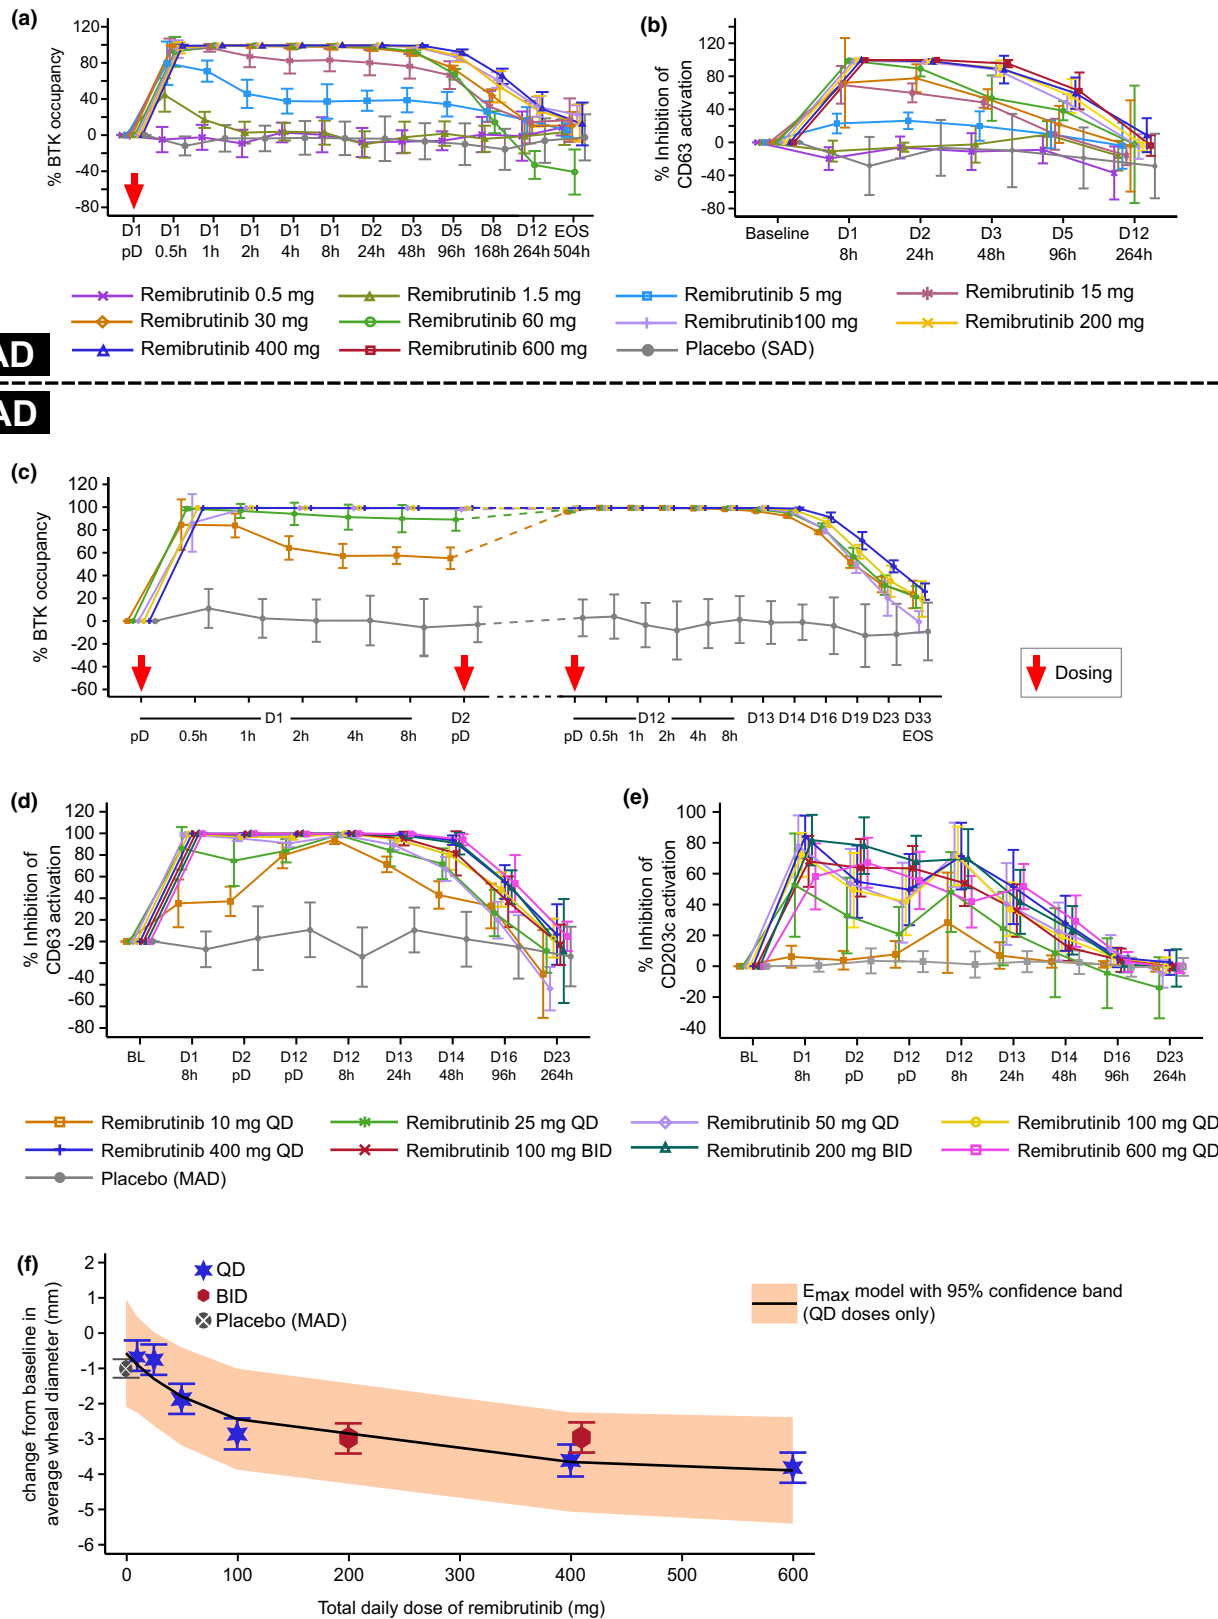 (a)
% BTK occupancy
120
80
40
0
-40
-80
D1 D1 D1 D1 D1 D1 D2 D3 D5 D8 D12 EOS
pD 0.5h 1h 2h 4h 8h 24h 48h 96h 168h 264h 504h
(b)
% Inhibition of
CD63 activation
120
80
40
0
-40
-80
Baseline D1 D2 D3 D5 D12
8h 24h 48h 96h 264h
Remibrutinib 0.5 mg Remibrutinib 1.5 mg Remibrutinib 5 mg Remibrutinib 15 mg
Remibrutinib 30 mg Remibrutinib 60 mg Remibrutinib100 mg Remibrutinib 200 mg
Remibrutinib 400 mg Remibrutinib 600 mg Placebo (SAD)
AD
AD
(c)
% BTK occupancy
120
100
80
60
40
20
0
-20
-40
-60
D1 D2 D12 D13 D14 D16 D19 D23 D33
pD 0.5h 1h 2h 4h 8h pD pD 0.5h 1h 2h 4h 8h EOS
Dosing
(d)
% Inhibition of
CD63 activation
120
100
80
60
40
20
0
-20
-40
-60
-80
BL D1 D2 D12 D12 D13 D14 D16 D23
8h pD pD 8h 24h 48h 96h 264h
(e)
% Inhibition of
CD203c activation
100
80
60
40
20
0
-20
-40
BL D1 D2 D12 D12 D13 D14 D16 D23
8h pD pD 8h 24h 48h 96h 264h
Remibrutinib 10 mg QD Remibrutinib 25 mg QD Remibrutinib 50 mg QD Remibrutinib 100 mg QD
Remibrutinib 400 mg QD Remibrutinib 100 mg BID Remibrutinib 200 mg BID Remibrutinib 600 mg QD
Placebo (MAD)
(f)
change from baseline in
average wheal diameter (mm)
2
1
0
-1
-2
-3
-4
-5
-6
QD
BID
Placebo (MAD)
Emax model with 95% confidence band
(QD doses only)
0 100 200 300 400 500 600
Total daily dose of remibrutinib (mg)